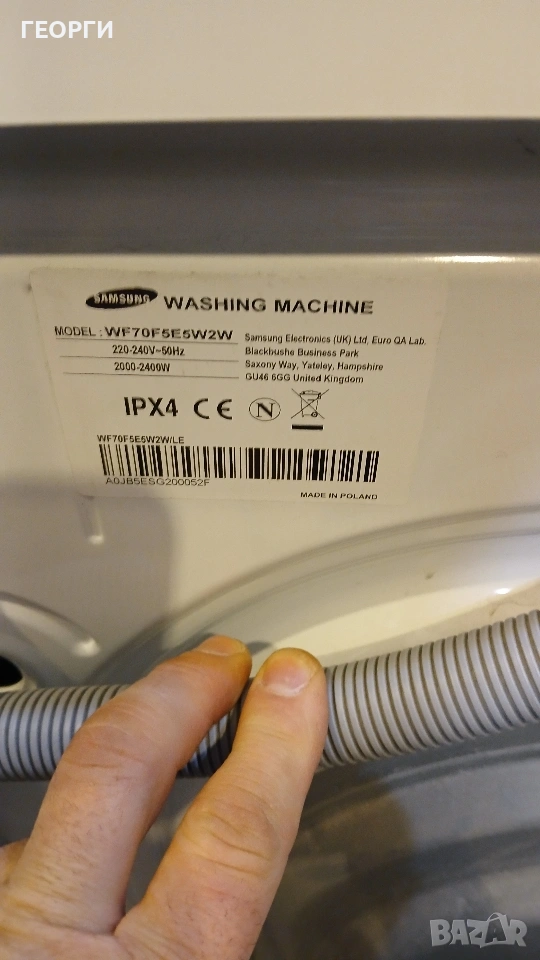 ГЕОРГИ
SAMSUNG WASHING MACHINE
MODEL : WF70F5E5W2W
220-240V~50Hz
2000-2400W
Samsung Electronics (UK) Ltd, Euro QA Lab.
Blackbushe Business Park
Saxony Way, Yateley, Hampshire
GU46 6GG United Kingdom
IPX4 CE N
WF70F5E5W2W/LE
A0JB5ESG200052F
MADE IN POLAND
BAZAR